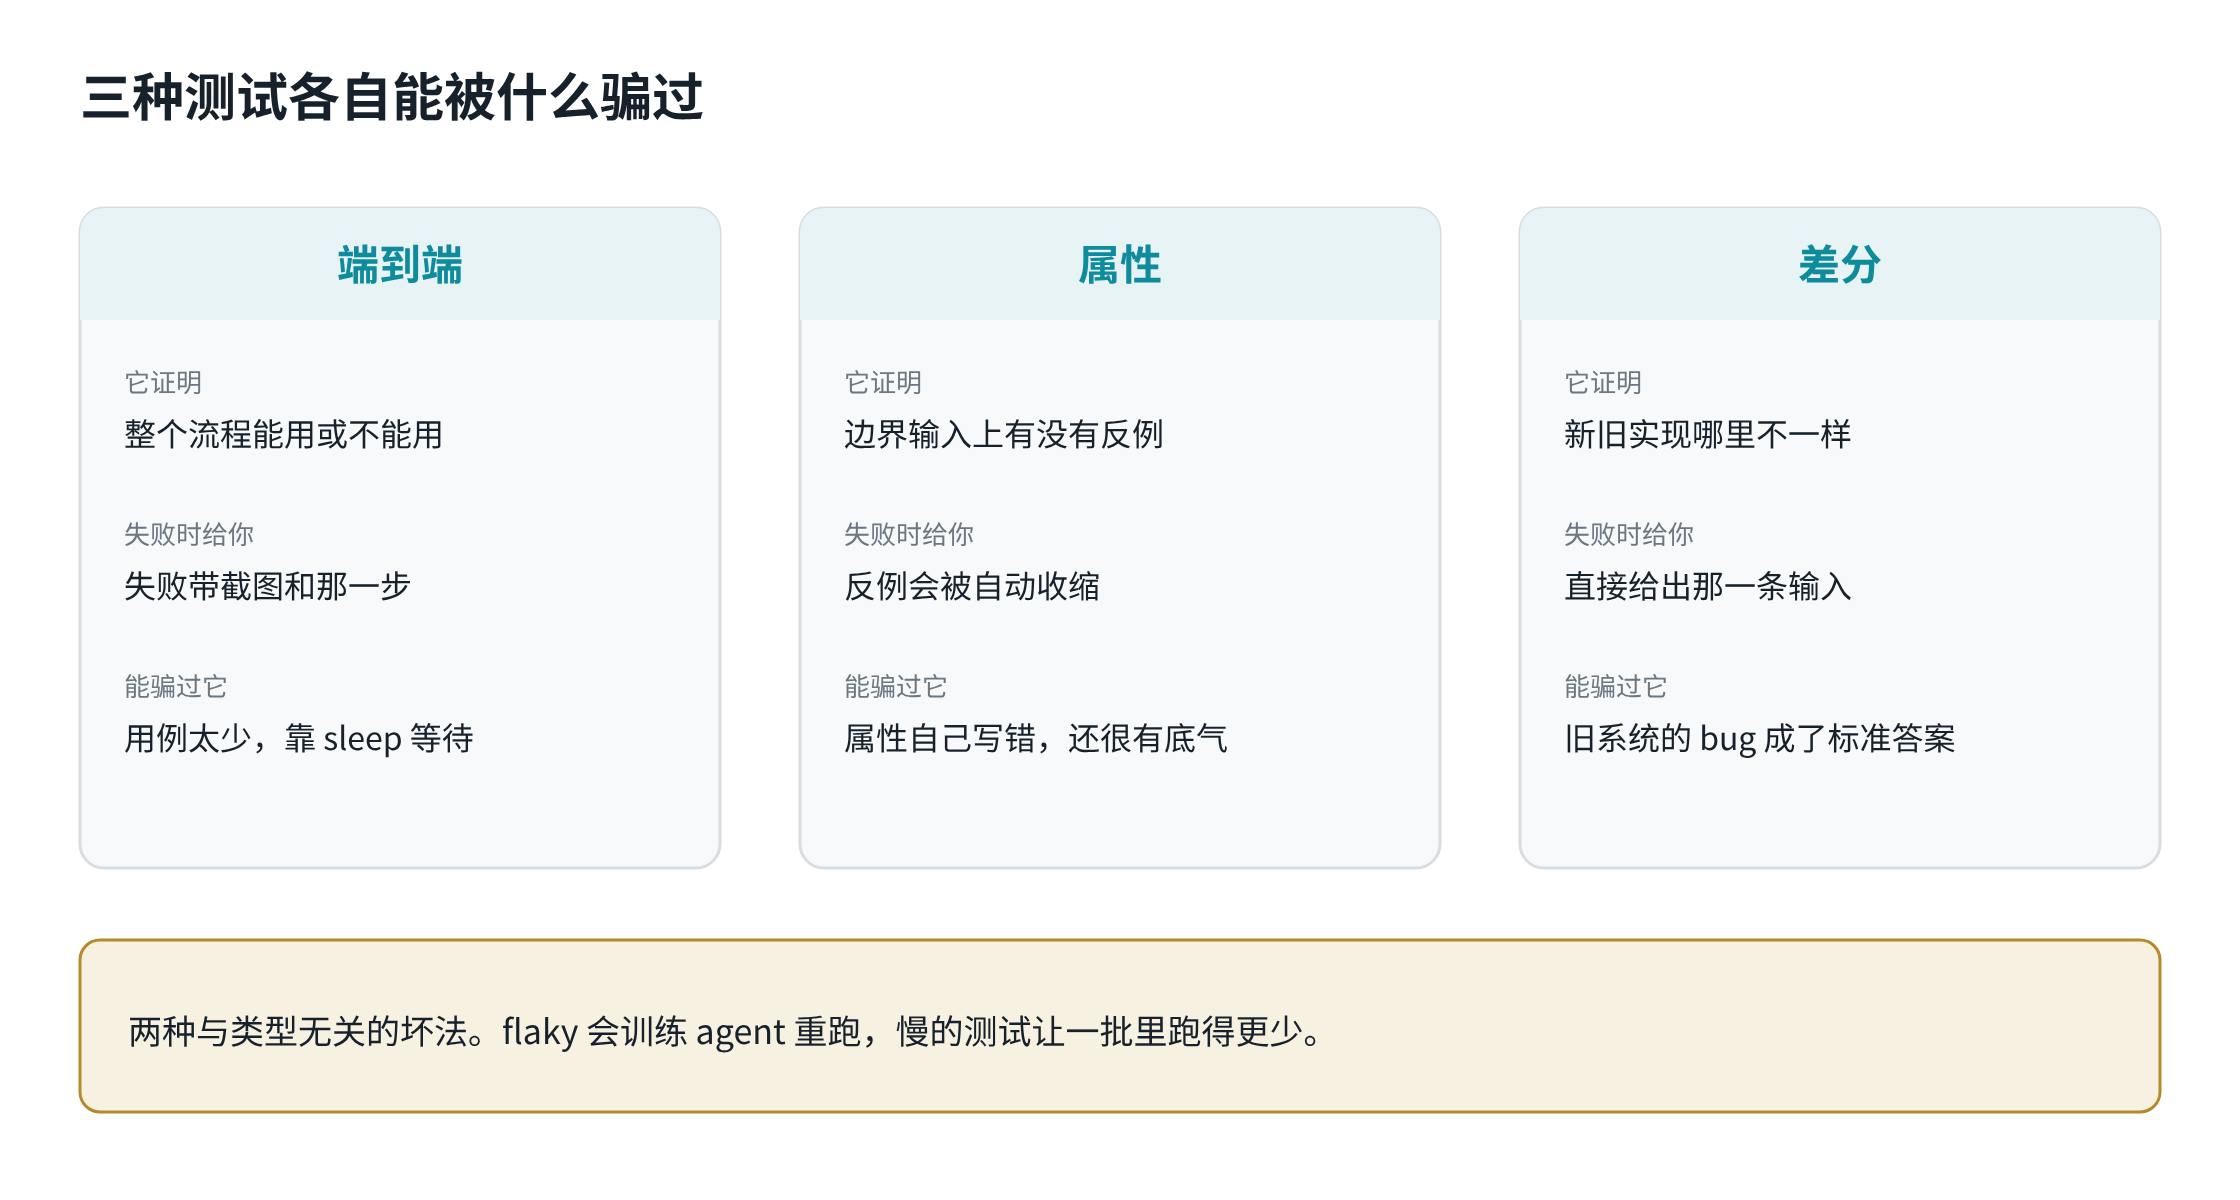 三种测试各自能被什么骗过
端到端
它证明
整个流程能用或不能用
失败时给你
失败带截图和那一步
能骗过它
用例太少，靠 sleep 等待
属性
它证明
边界输入上有没有反例
失败时给你
反例会被自动收缩
能骗过它
属性自己写错，还很有底气
差分
它证明
新旧实现哪里不一样
失败时给你
直接给出那一条输入
能骗过它
旧系统的 bug 成了标准答案
两种与类型无关的坏法。flaky 会训练 agent 重跑，慢的测试让一批里跑得更少。